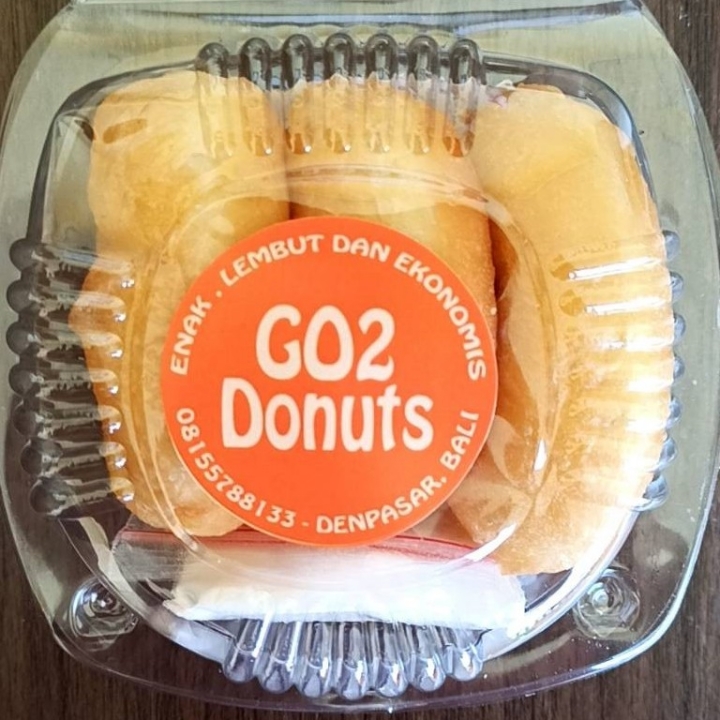 ENAK . LEMBUT DAN EKONOMIS
GO2
Donuts
08155788133 - DENPASAR, BALI